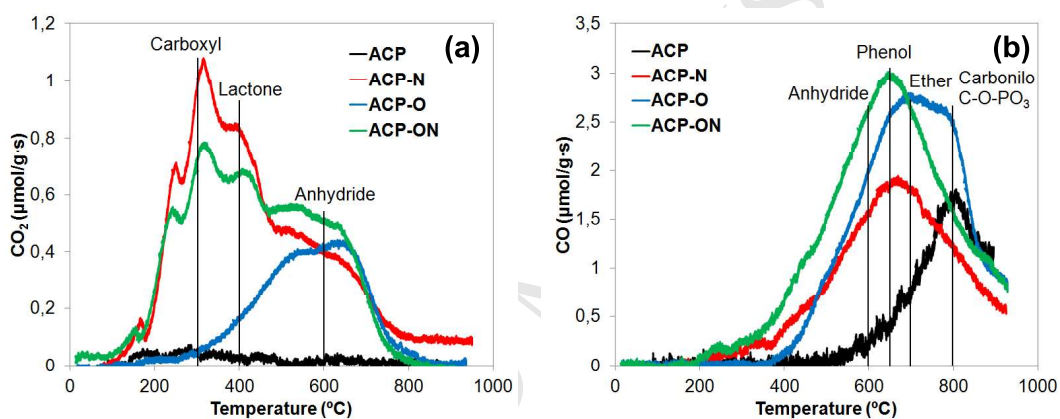 (a)
Carboxyl
Lactone
Anhydride
ACP
ACP-N
ACP-O
ACP-ON
CO2 (µmol/g·s)
1,2
1
0,8
0,6
0,4
0,2
0
0 200 400 600 800 1000
Temperature (ºC)
(b)
Phenol
Anhydride
Ether
Carbonilo
C-O-PO3
ACP
ACP-N
ACP-O
ACP-ON
CO (µmol/g·s)
3,5
3
2,5
2
1,5
1
0,5
0
0 200 400 600 800 1000
Temperature (ºC)